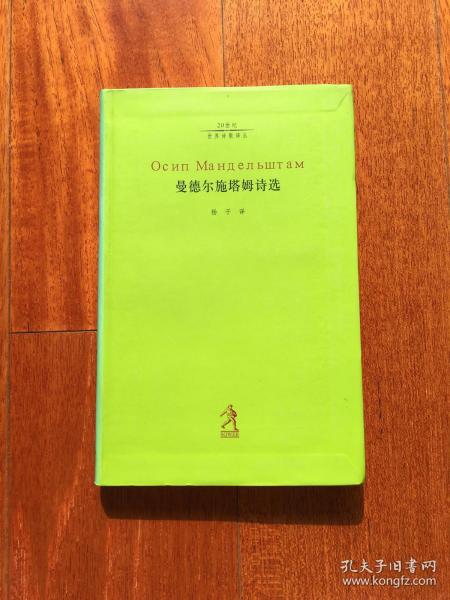 20世纪
世界诗歌译丛
Осип Мандельштам
曼德尔施塔姆诗选
杨 子 译
孔夫子旧书网
www.kongfz.com